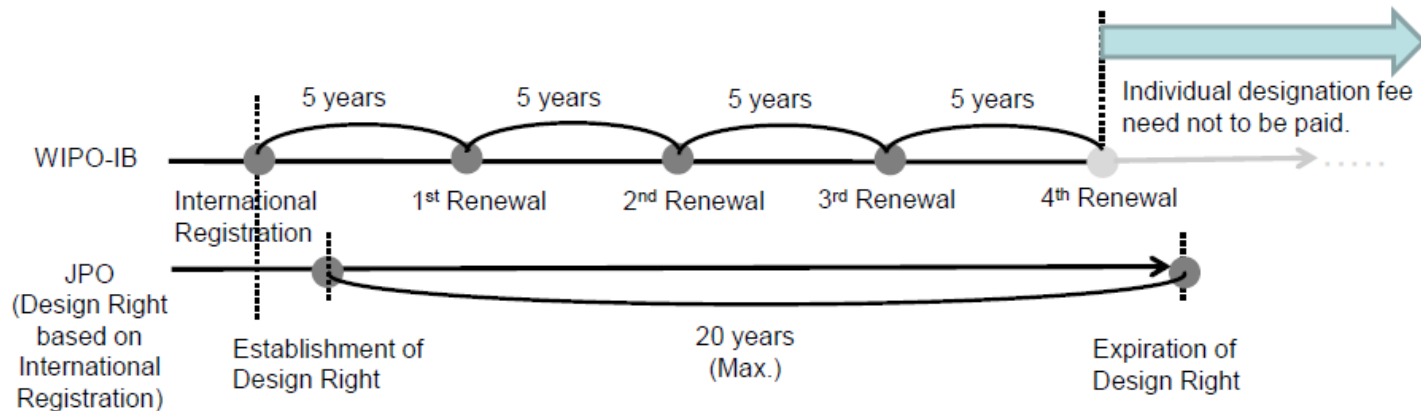 5 years
5 years
5 years
5 years
Individual designation fee
need not to be paid.
WIPO-IB
International
Registration
1st Renewal
2nd Renewal
3rd Renewal
4th Renewal
JPO
(Design Right
based on
International
Registration)
Establishment of
Design Right
20 years
(Max.)
Expiration of
Design Right